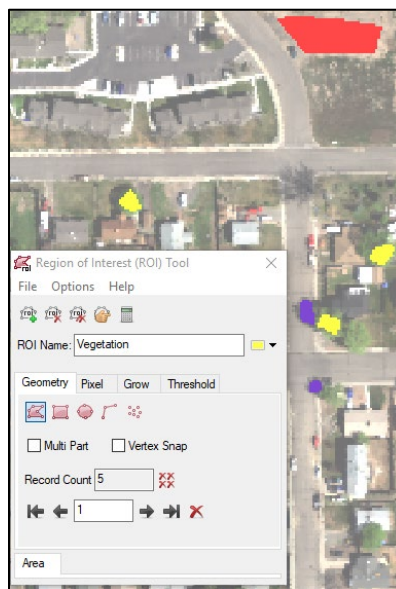 Region of Interest (ROI) Tool
File Options Help
ROI Name: Vegetation
Geometry Pixel Grow Threshold
Multi Part Vertex Snap
Record Count 5
1
Area